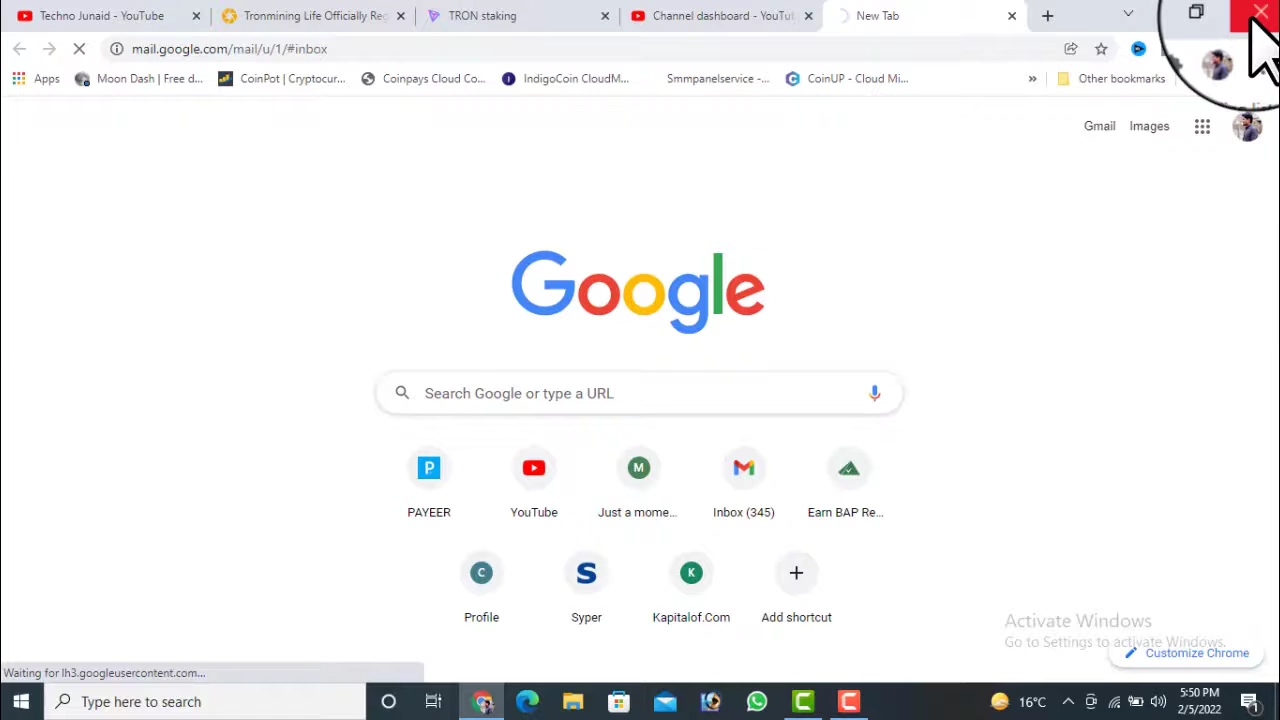 Techno Junaid - YouTube
Tronmining Life Officially Reg
TRON staking
Channel dashboard - YouTu
New Tab
mail.google.com/mail/u/1/#inbox
Apps
Moon Dash | Free d...
CoinPot | Cryptocur...
Coinpays Cloud Co...
IndigoCoin CloudM...
Smmpanelservice -...
CoinUP - Cloud Mi...
»
Other bookmarks
Gmail
Images
Google
Search Google or type a URL
P
M
PAYEER
YouTube
Just a mome...
Inbox (345)
Earn BAP Re...
C
S
K
Profile
Syper
Kapitalof.Com
Add shortcut
Activate Windows
Go to Settings to activate Windows.
Customize Chrome
Waiting for lh3.googleusercontent.com...
Type here to search
16°C
5:50 PM
2/5/2022
1